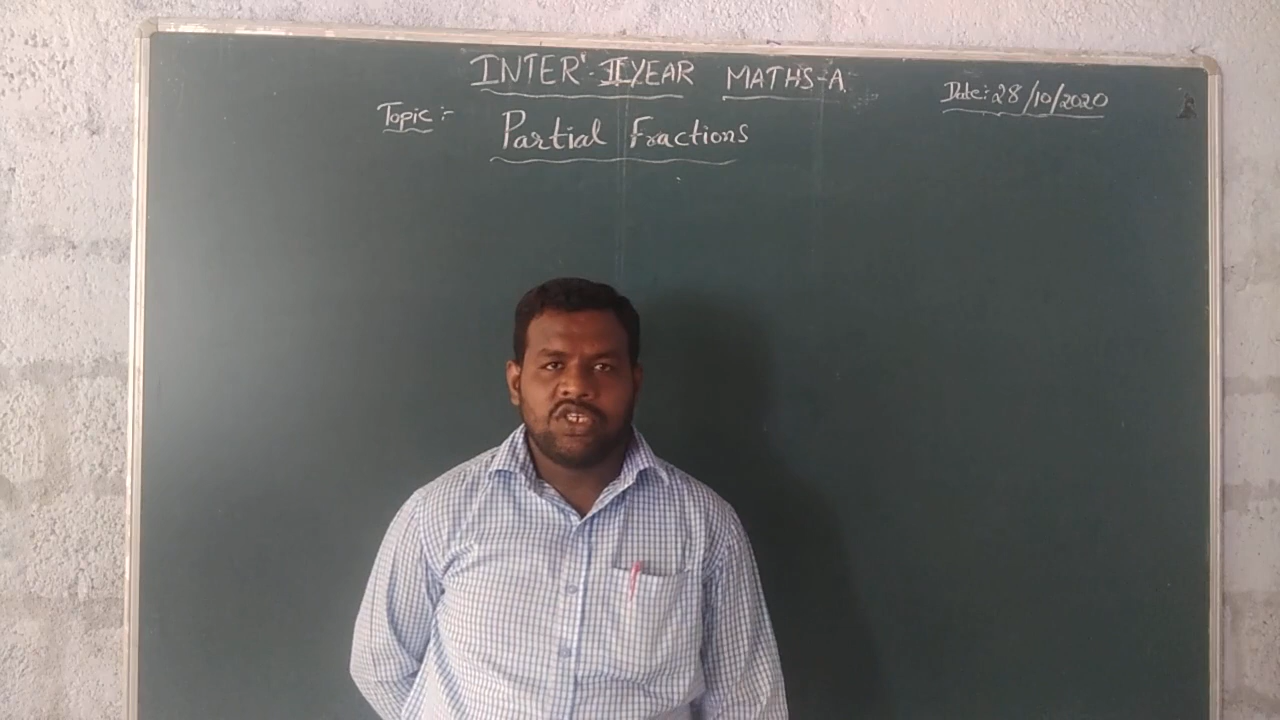 INTER' - II YEAR MATHS-A
Date: 28/10/2020
Topic :-
Partial Fractions